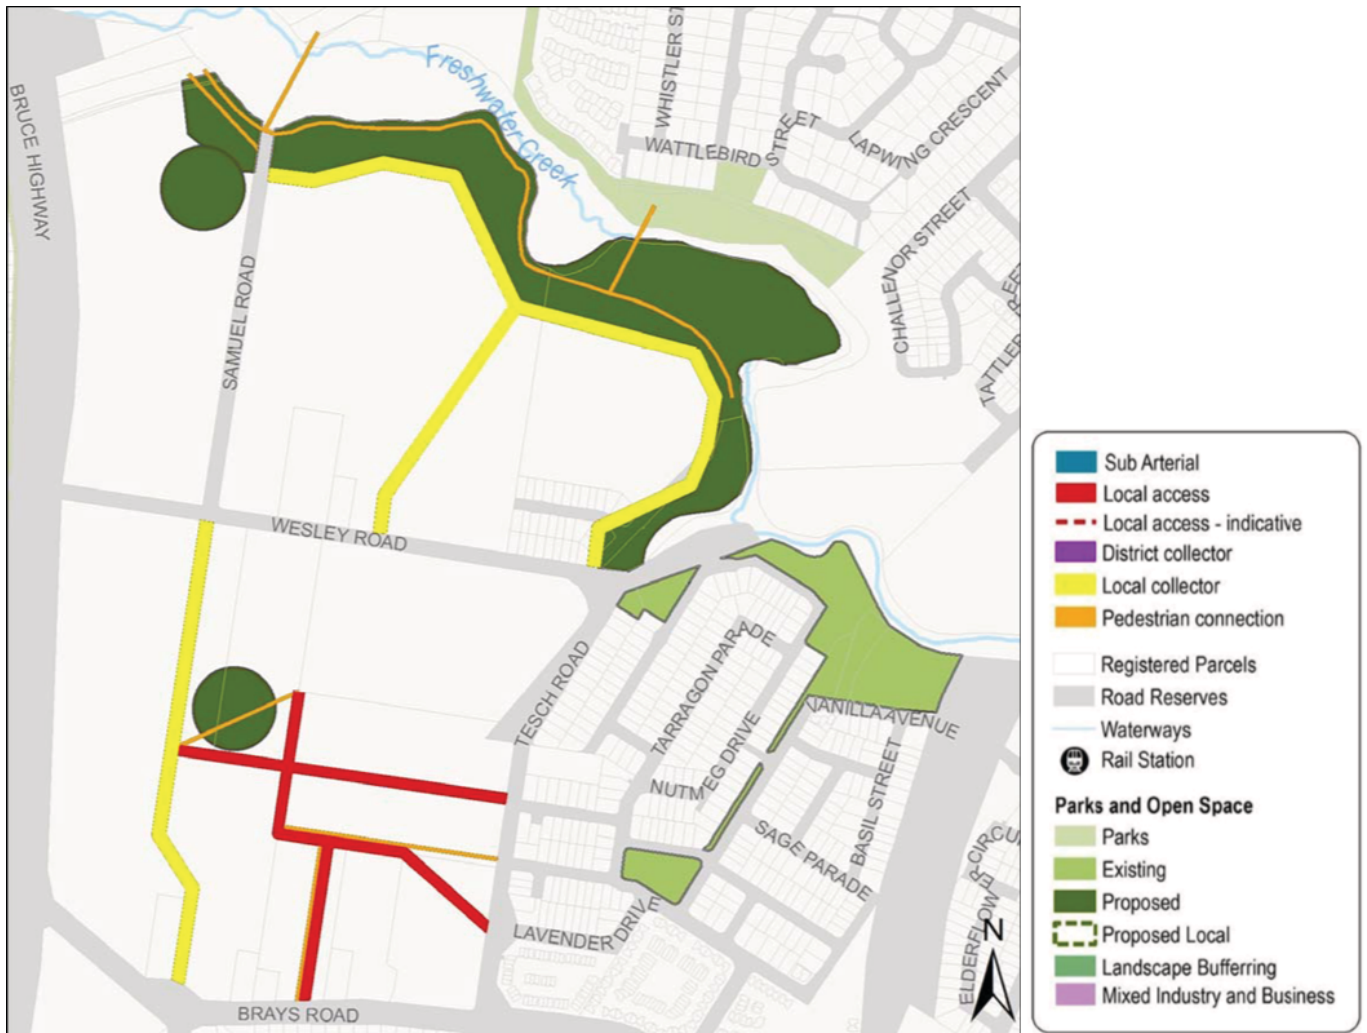 BRUCE HIGHWAY
Freshwater Creek
WHISTLER ST
WATTLEBIRD STREET
LAPWING CRESCENT
CHALLENOR STREET
SAMUEL ROAD
WESLEY ROAD
TESCH ROAD
TARRAGON PARADE
NUTMEG DRIVE
VANILLA AVENUE
BASIL STREET
SAGE PARADE
LAVENDER DRIVE
BRAYS ROAD
N
Sub Arterial
Local access
Local access - indicative
District collector
Local collector
Pedestrian connection
Registered Parcels
Road Reserves
Waterways
Rail Station
Parks and Open Space
Parks
Existing
Proposed
Proposed Local
Landscape Bufferring
Mixed Industry and Business